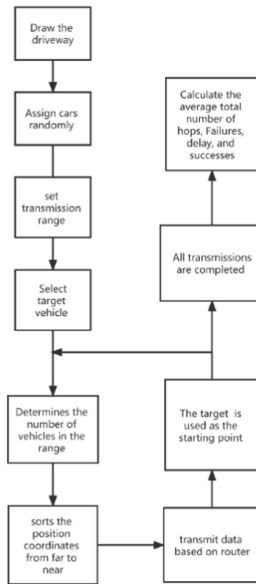 Draw the
driveway
Assign cars
randomly
set
transmission
range
Select
target
vehicle
Determines the
number of
vehicles in the
range
sorts the
position
coordinates
from far to
near
transmit data
based on router
The target is
used as the
starting point
All transmissions
are completed
Calculate the
average total
number of
hops, Failures,
delay, and
successes